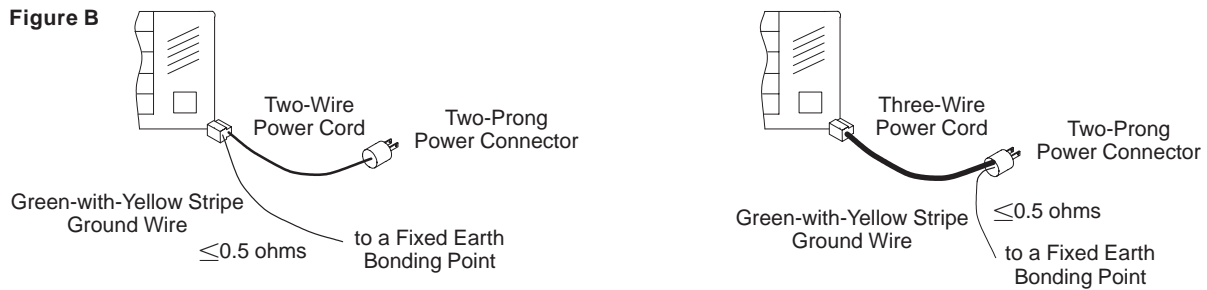 Figure B
Two-Wire
Power Cord
Two-Prong
Power Connector
Green-with-Yellow Stripe
Ground Wire
≤0.5 ohms
to a Fixed Earth
Bonding Point
Three-Wire
Power Cord
Two-Prong
Power Connector
Green-with-Yellow Stripe
Ground Wire
≤0.5 ohms
to a Fixed Earth
Bonding Point